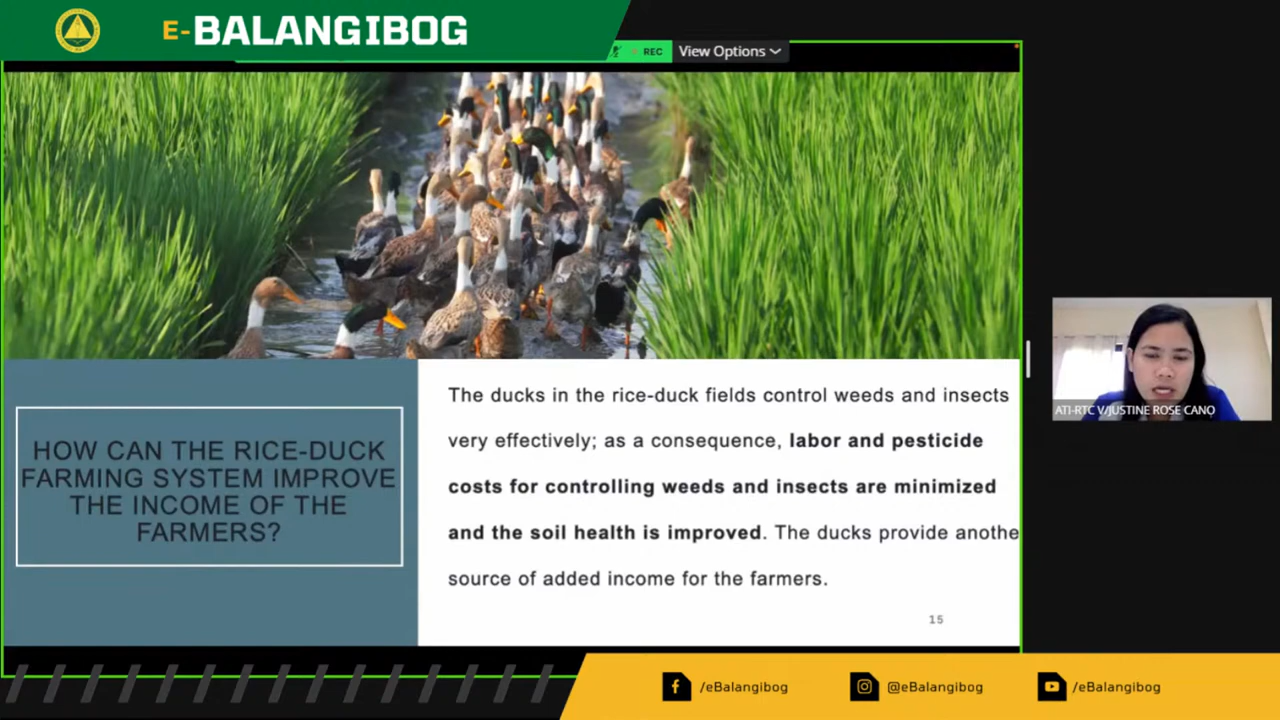 E-BALANGIBOG
REC
View Options
HOW CAN THE RICE-DUCK
FARMING SYSTEM IMPROVE
THE INCOME OF THE
FARMERS?
The ducks in the rice-duck fields control weeds and insects
very effectively; as a consequence, labor and pesticide
costs for controlling weeds and insects are minimized
and the soil health is improved. The ducks provide anothe
source of added income for the farmers.
15
ATI-RTC V/JUSTINE ROSE CANO
/eBalangibog
@eBalangibog
/eBalangibog